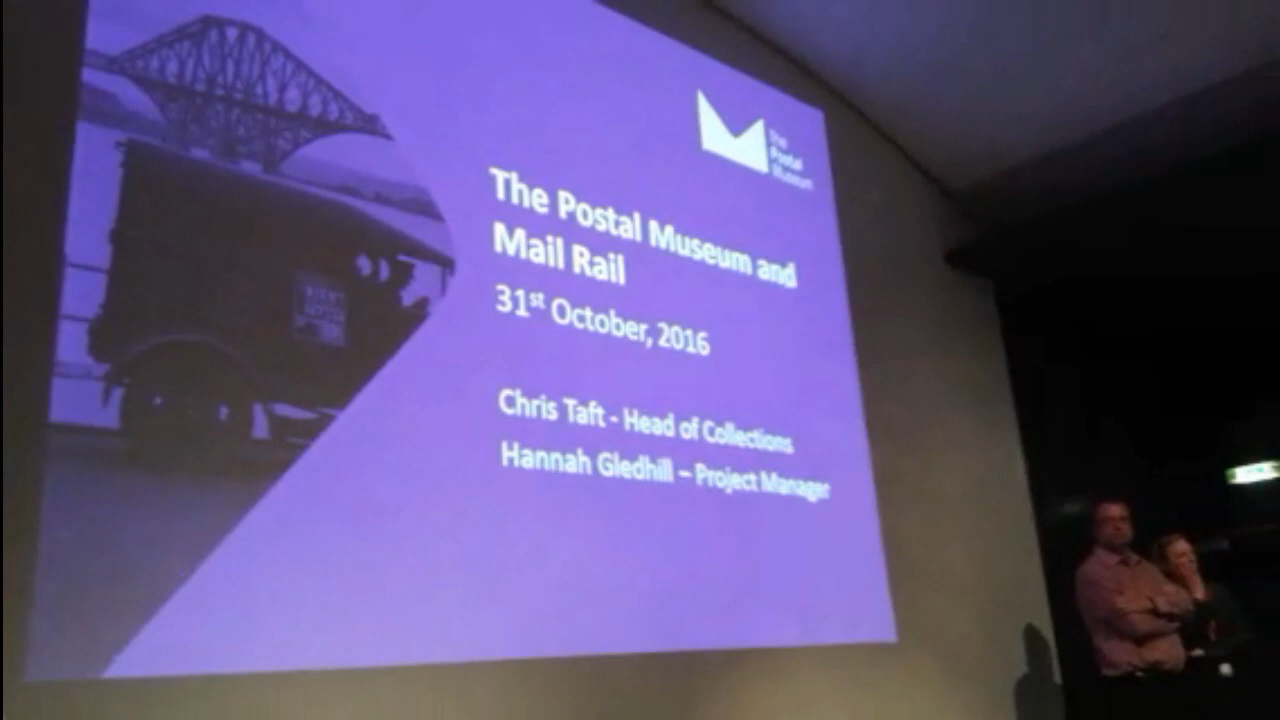 The
Postal
Museum
The Postal Museum and
Mail Rail
31st October, 2016
Chris Taft - Head of Collections
Hannah Gledhill – Project Manager